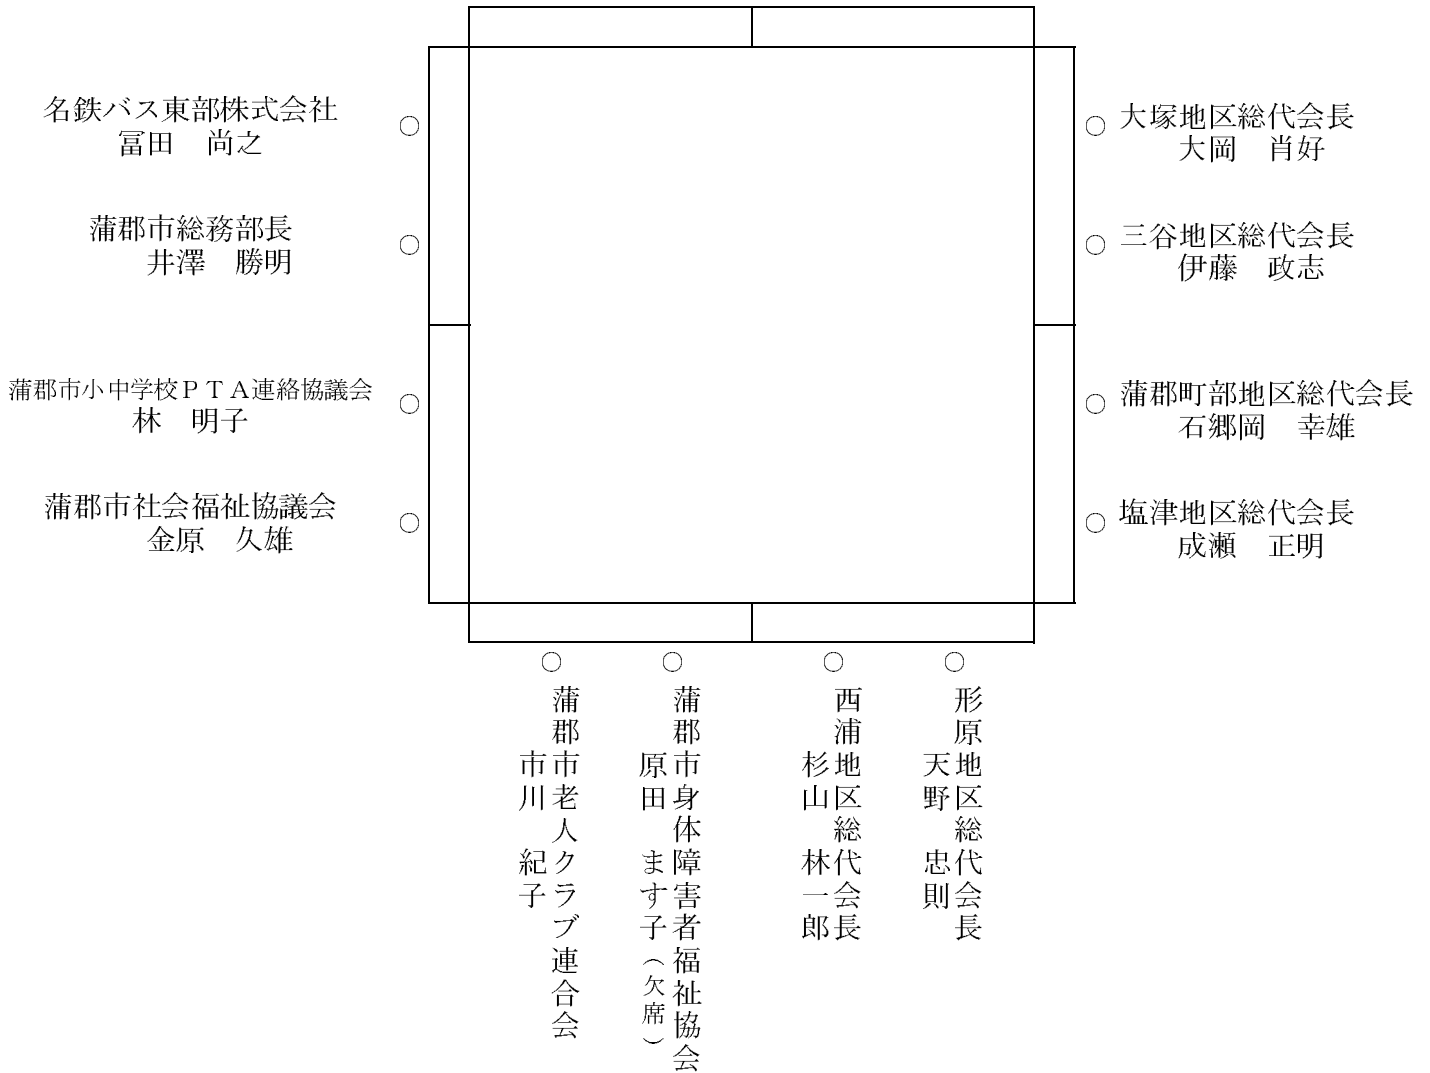 名鉄バス東部株式会社
冨田　尚之
蒲郡市総務部長
井澤　勝明
蒲郡市小中学校ＰＴＡ連絡協議会
林　明子
蒲郡市社会福祉協議会
金原　久雄
大塚地区総代会長
大岡　肖好
三谷地区総代会長
伊藤　政志
蒲郡町部地区総代会長
石郷岡　幸雄
塩津地区総代会長
成瀬　正明
形原地区総代会長
天野　忠則
西浦地区総代会長
杉山　林一郎
蒲郡市身体障害者福祉協会
原田　ます子（欠席）
蒲郡市老人クラブ連合会
市川　紀子